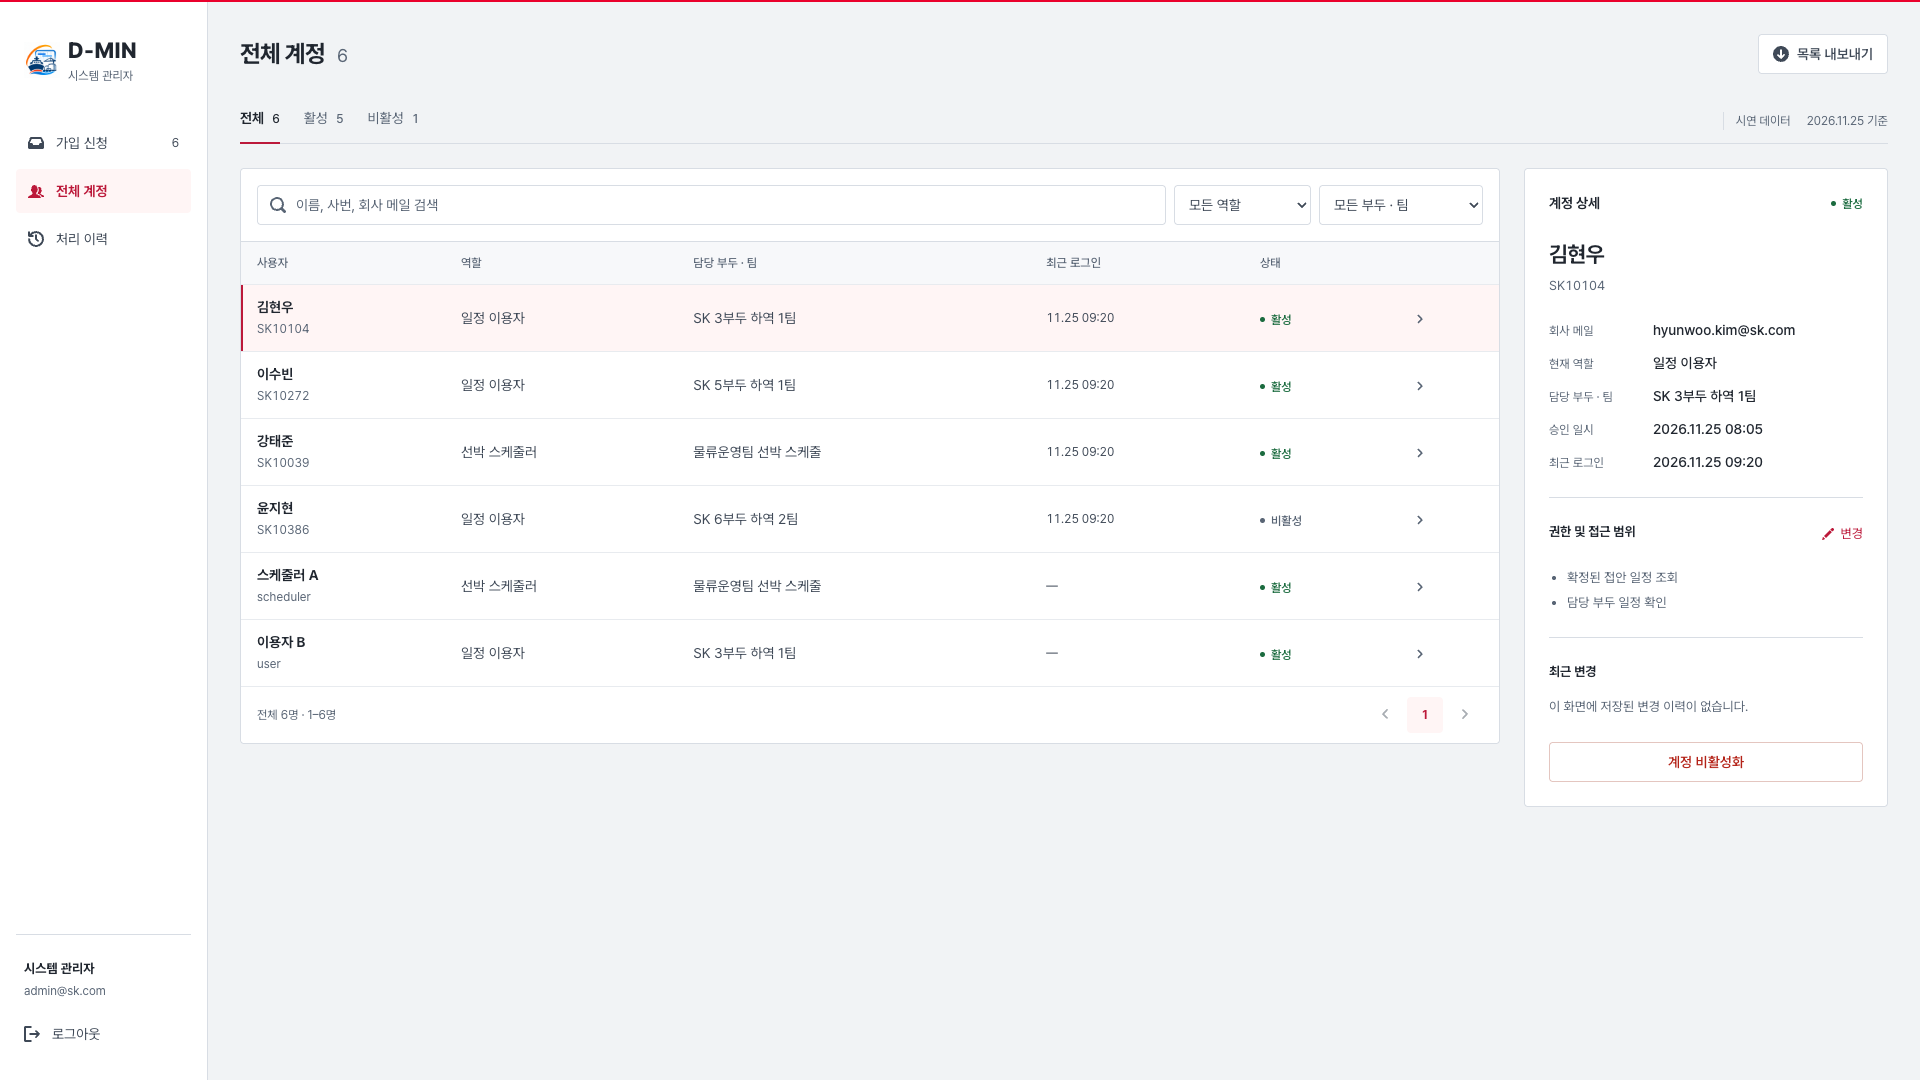 D-MIN
시스템 관리자
가입 신청 6
전체 계정
처리 이력
시스템 관리자
admin@sk.com
로그아웃
전체 계정 6
목록 내보내기
전체 6 활성 5 비활성 1
시연 데이터 2026.11.25 기준
이름, 사번, 회사 메일 검색
모든 역할
모든 부두 · 팀
사용자 역할 담당 부두 · 팀 최근 로그인 상태
김현우
SK10104
일정 이용자 SK 3부두 하역 1팀 11.25 09:20 활성
이수빈
SK10272
일정 이용자 SK 5부두 하역 1팀 11.25 09:20 활성
강태준
SK10039
선박 스케줄러 물류운영팀 선박 스케줄 11.25 09:20 활성
윤지현
SK10386
일정 이용자 SK 6부두 하역 2팀 11.25 09:20 비활성
스케줄러 A
scheduler
선박 스케줄러 물류운영팀 선박 스케줄 — 활성
이용자 B
user
일정 이용자 SK 3부두 하역 1팀 — 활성
전체 6명 · 1–6명
1
계정 상세 활성
김현우
SK10104
회사 메일 hyunwoo.kim@sk.com
현재 역할 일정 이용자
담당 부두 · 팀 SK 3부두 하역 1팀
승인 일시 2026.11.25 08:05
최근 로그인 2026.11.25 09:20
권한 및 접근 범위 변경
• 확정된 접안 일정 조회
• 담당 부두 일정 확인
최근 변경
이 화면에 저장된 변경 이력이 없습니다.
계정 비활성화